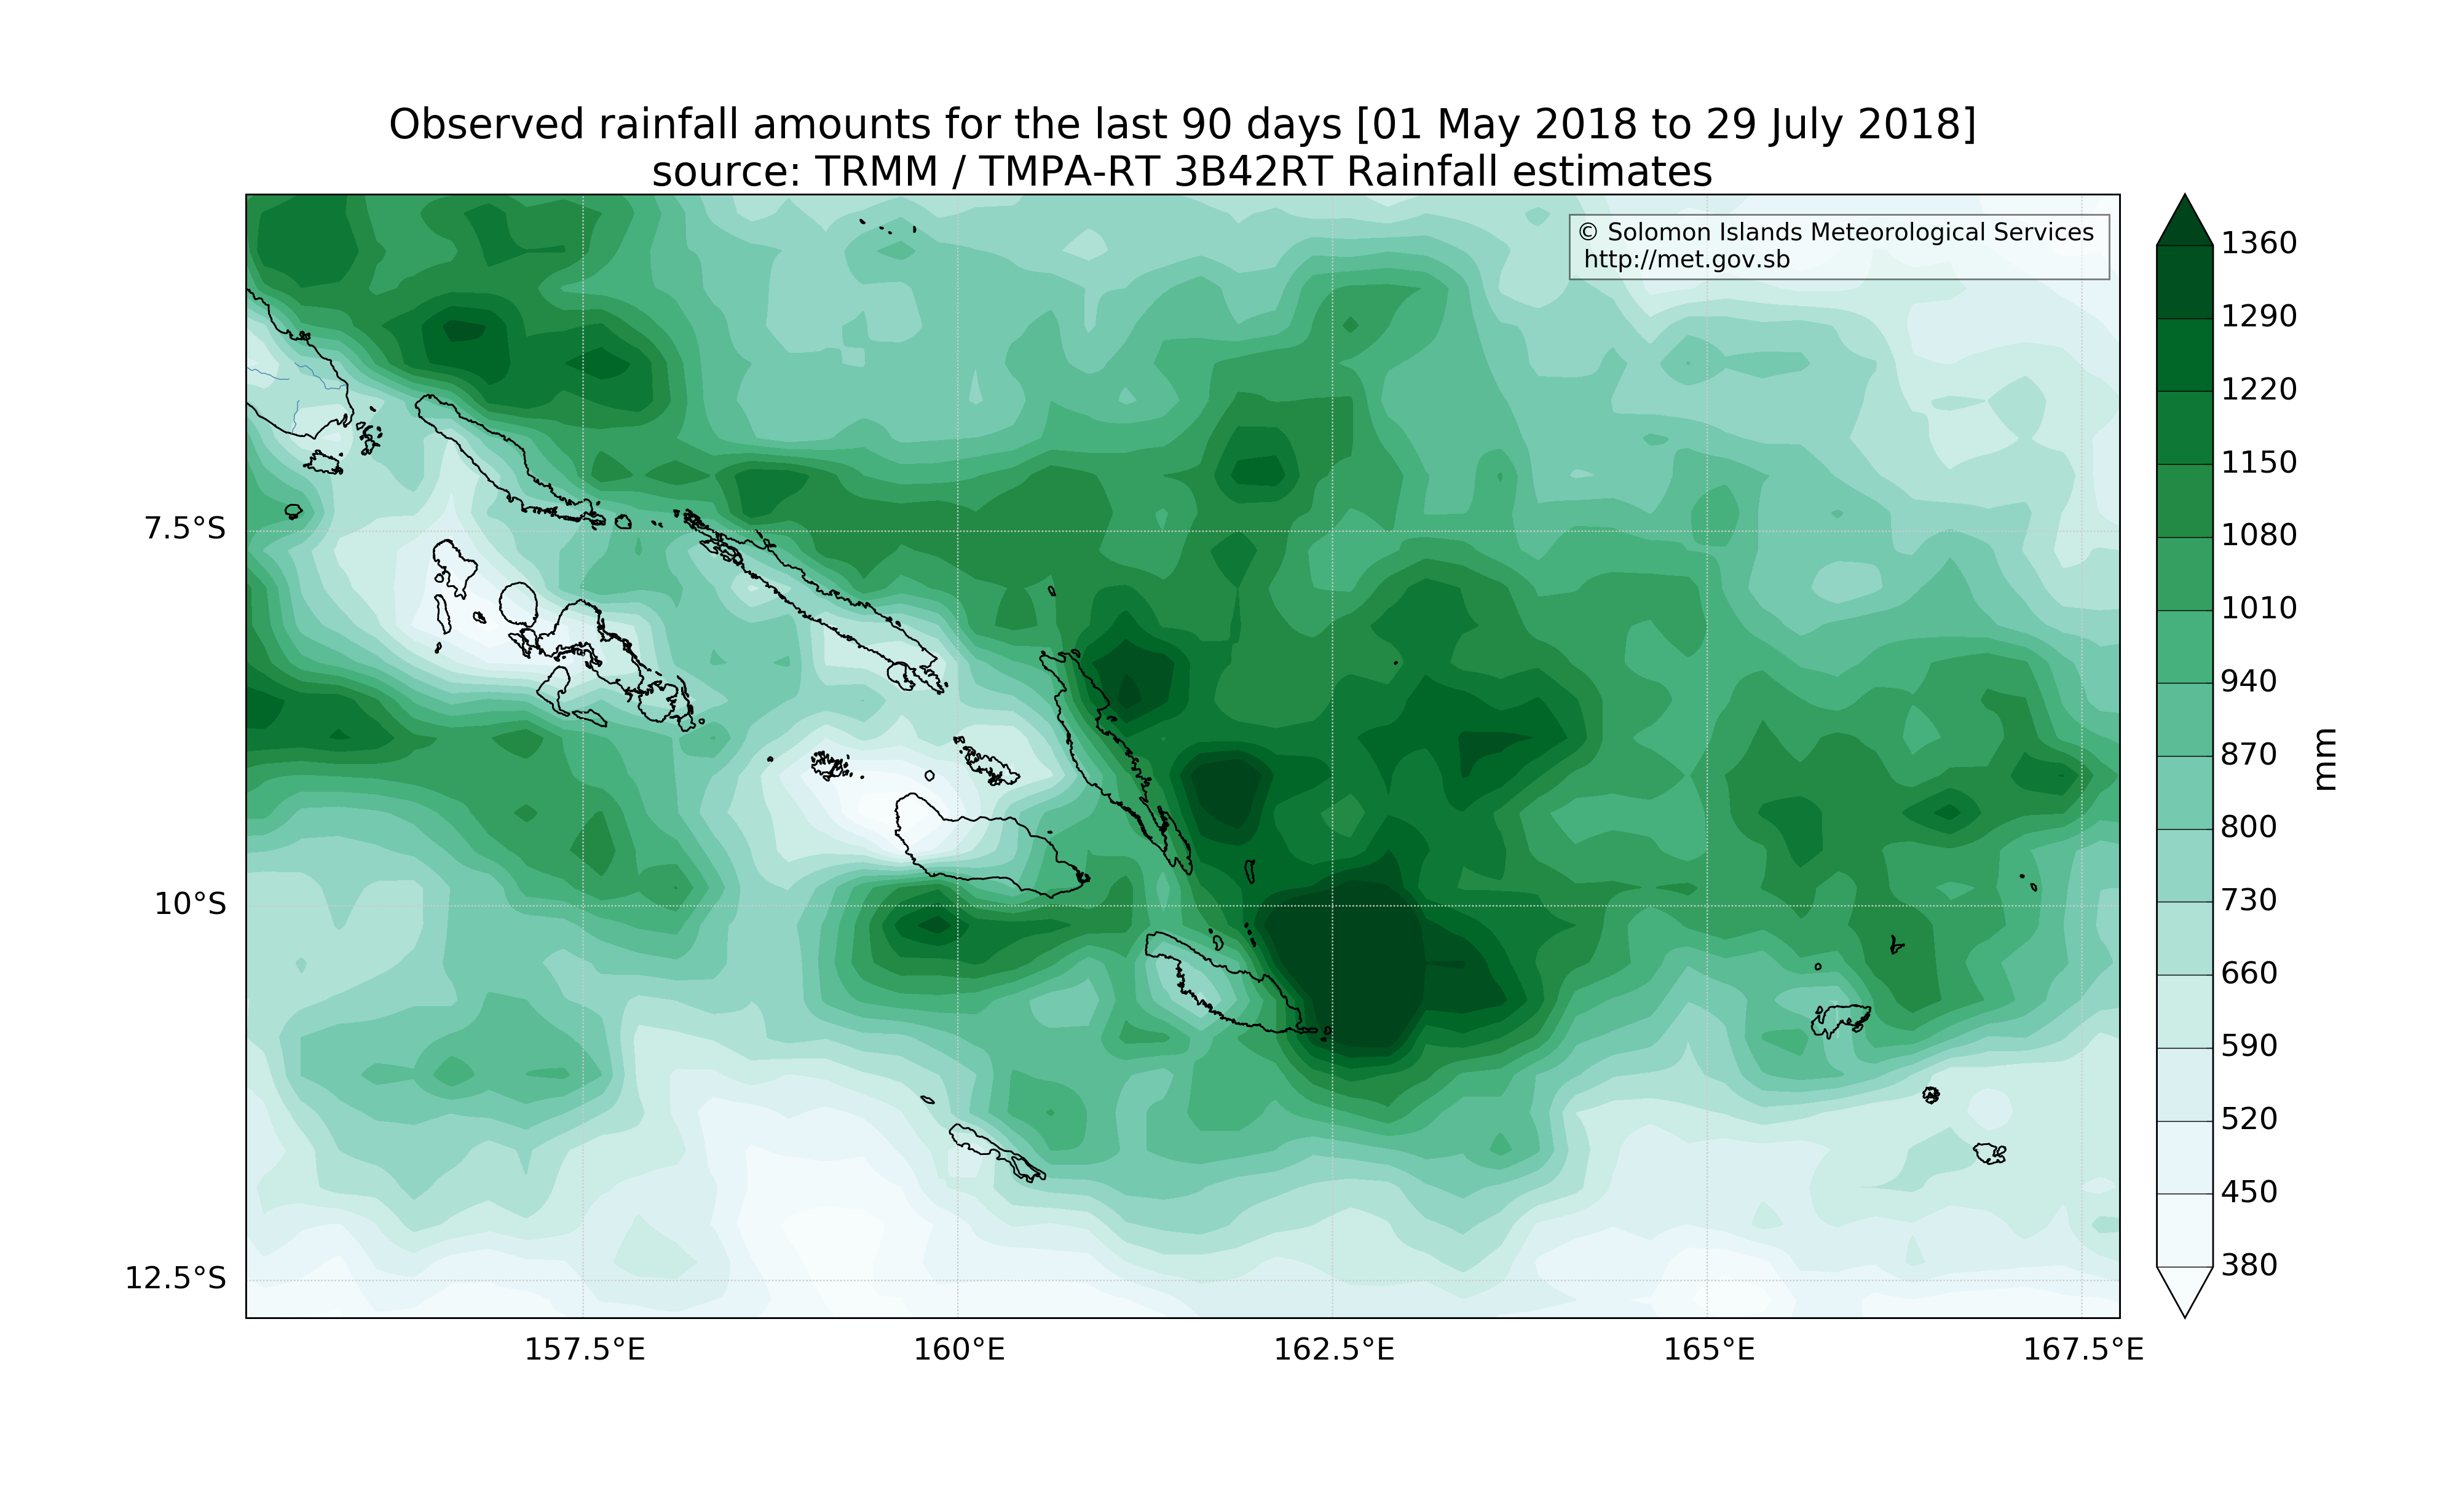 Observed rainfall amounts for the last 90 days [01 May 2018 to 29 July 2018]
source: TRMM / TMPA-RT 3B42RT Rainfall estimates
© Solomon Islands Meteorological Services
http://met.gov.sb
7.5°S
10°S
12.5°S
157.5°E
160°E
162.5°E
165°E
167.5°E
1360
1290
1220
1150
1080
1010
940
870
800
730
660
590
520
450
380
mm